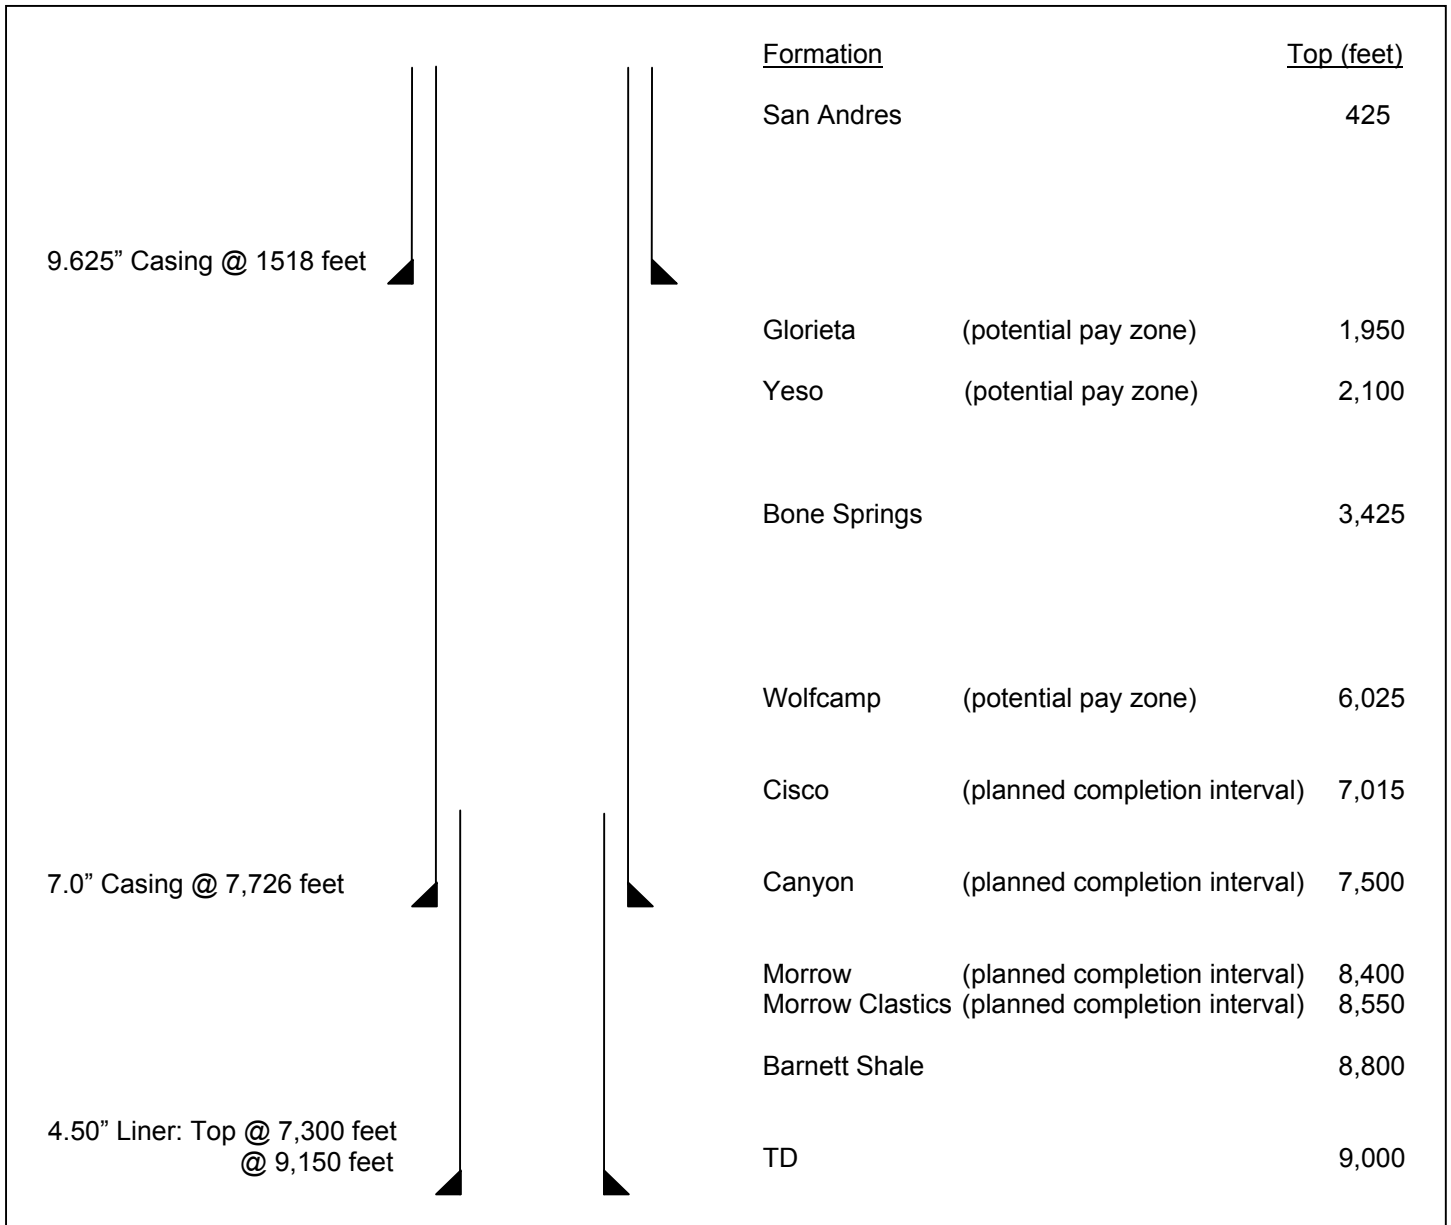 Formation Top (feet)
San Andres 425
9.625” Casing @ 1518 feet
Glorieta (potential pay zone) 1,950
Yeso (potential pay zone) 2,100
Bone Springs 3,425
Wolfcamp (potential pay zone) 6,025
Cisco (planned completion interval) 7,015
7.0” Casing @ 7,726 feet Canyon (planned completion interval) 7,500
Morrow (planned completion interval) 8,400
Morrow Clastics (planned completion interval) 8,550
Barnett Shale 8,800
4.50” Liner: Top @ 7,300 feet
@ 9,150 feet TD 9,000